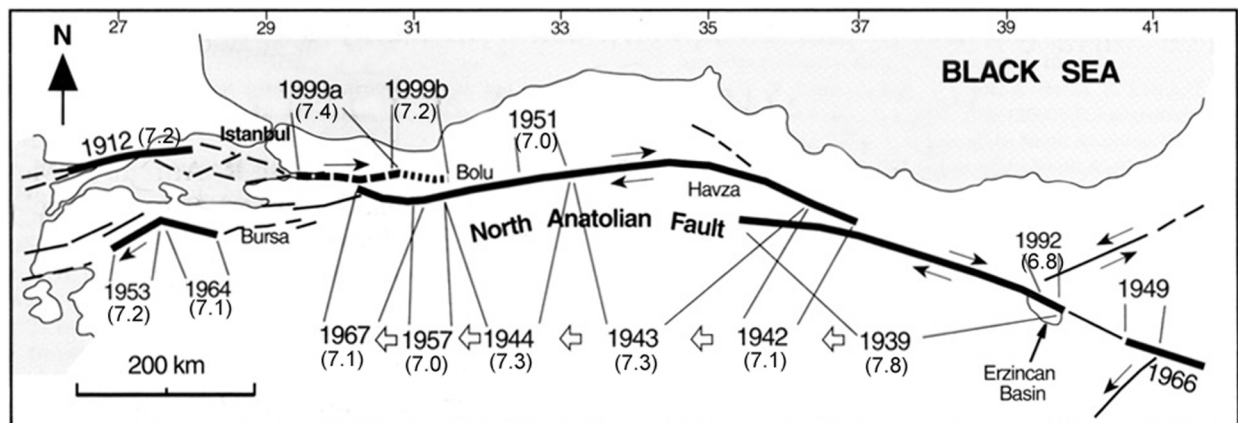 27 29 31 33 35 37 39 41
N
BLACK SEA
1999a
(7.4)
1999b
(7.2)
1951
(7.0)
1912 (7.2)
Istanbul
Bolu
Havza
North Anatolian Fault
Bursa
1992
(6.8)
1953
(7.2)
1964
(7.1)
1949
1967
(7.1)
1957
(7.0)
1944
(7.3)
1943
(7.3)
1942
(7.1)
1939
(7.8)
Erzincan
Basin
1966
200 km